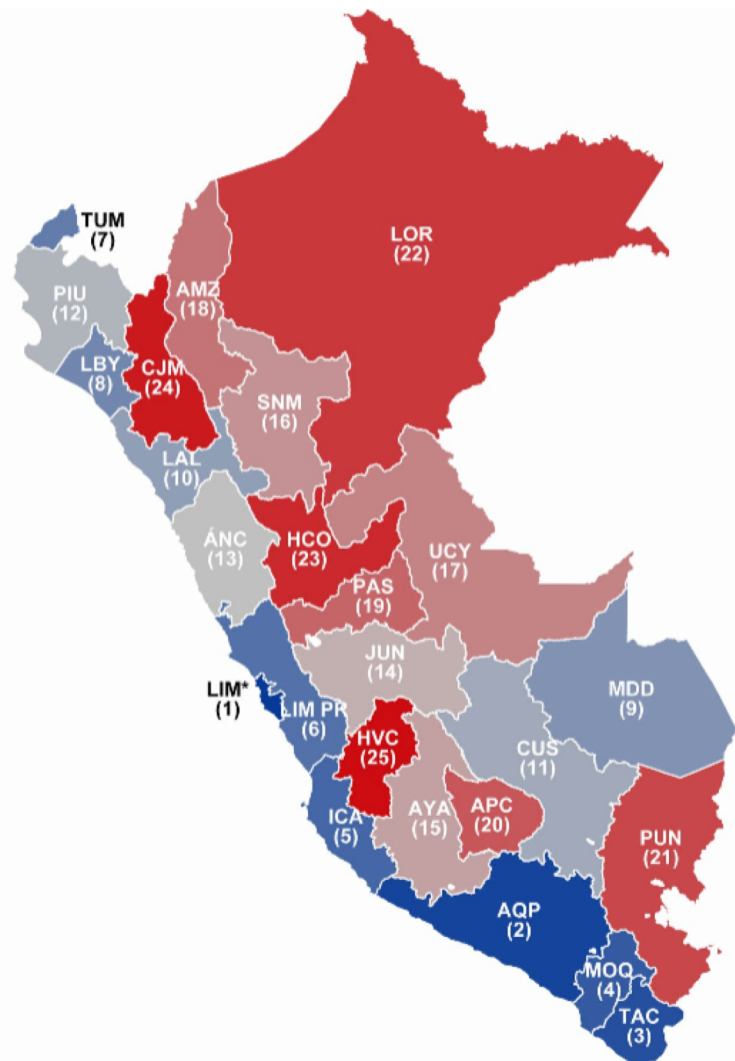 TUM
(7)
LOR
(22)
PIU
(12)
AMZ
(18)
LBY
(8)
CJM
(24)
SNM
(16)
LAL
(10)
ÁNC
(13)
HCO
(23)
UCY
(17)
PAS
(19)
JUN
(14)
LIM*
(1)
LIM PR
(6)
MDD
(9)
HVC
(25)
CUS
(11)
ICA
(5)
AYA
(15)
APC
(20)
PUN
(21)
AQP
(2)
MOQ
(4)
TAC
(3)